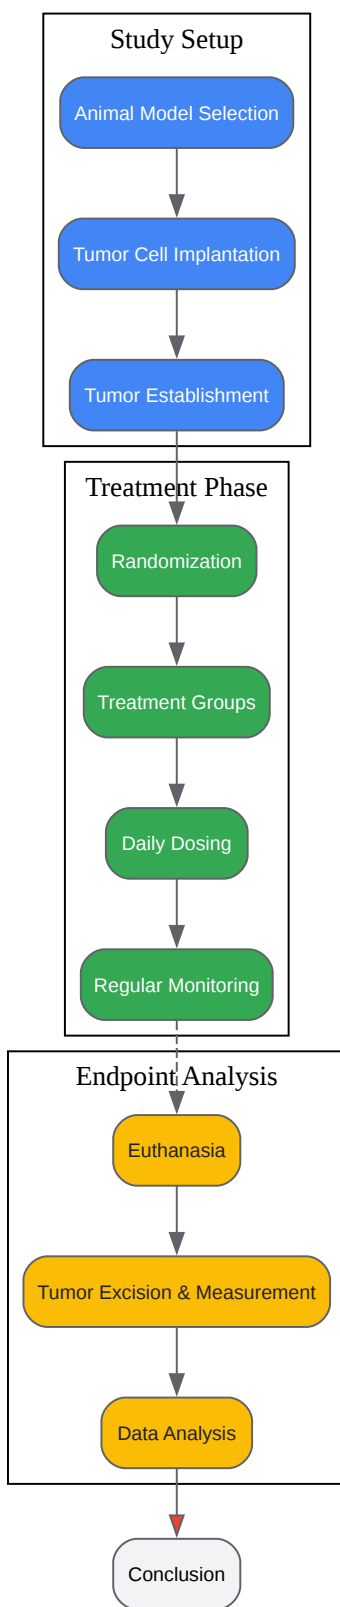 Study Setup
Animal Model Selection
Tumor Cell Implantation
Tumor Establishment
Treatment Phase
Randomization
Treatment Groups
Daily Dosing
Regular Monitoring
Endpoint Analysis
Euthanasia
Tumor Excision & Measurement
Data Analysis
Conclusion